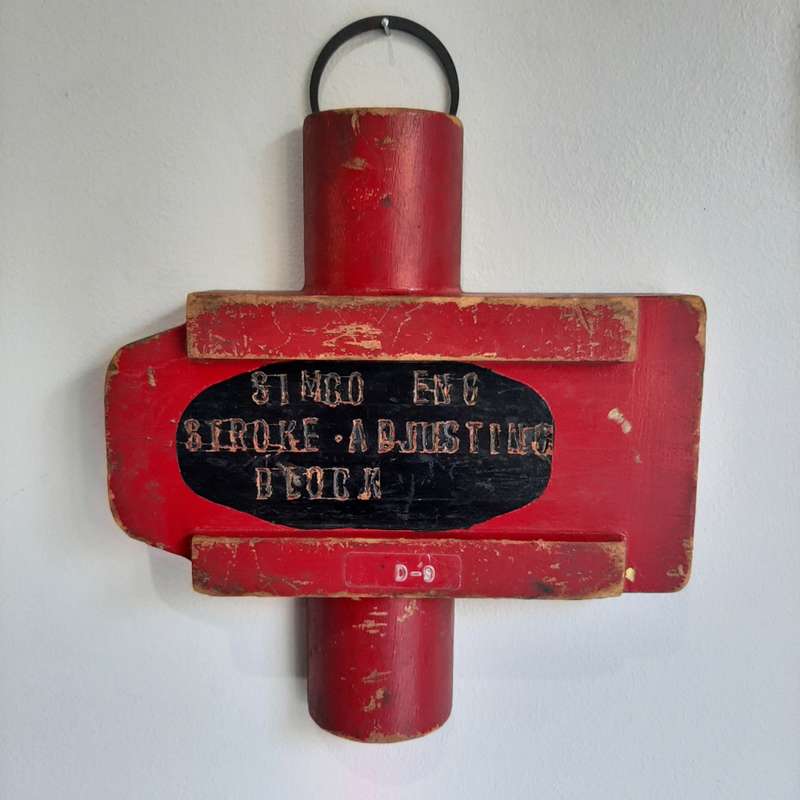 SIMCO ENG
STROKE·ADJUSTING
BLOCK
D-9